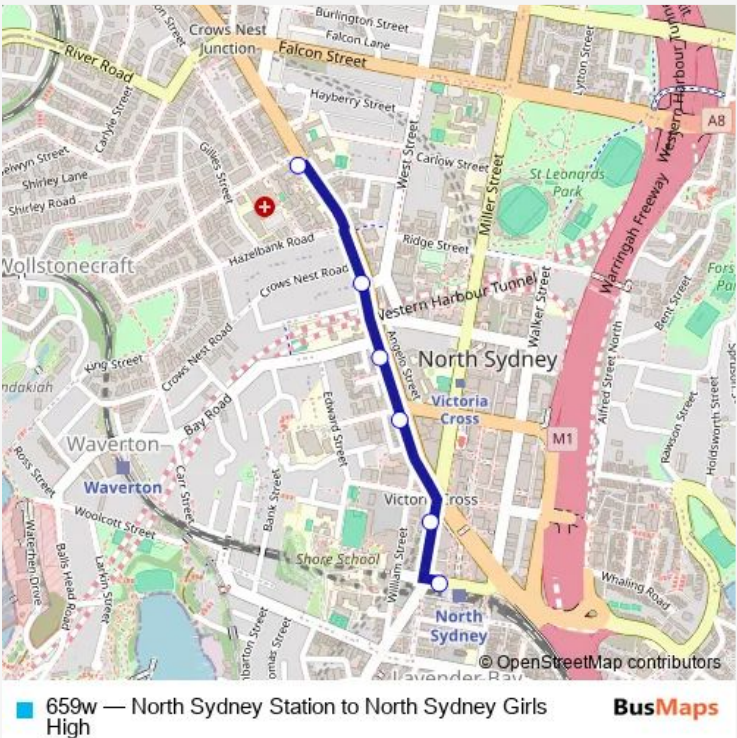 Crows Nest
Junction
Burlington Street
Falcon Lane
Falcon Street
River Road
Lytton Street
Western Harbour Tunnel
A8
Carlyle Street
Hayberry Street
West Street
Carlow Street
Miller Street
St Leonards
Park
Gillies Street
Shirley Lane
Shirley Road
Hazelbank Road
Ridge Street
Warringah Freeway
Wollstonecraft
Crows Nest Road
Western Harbour Tunnel
Walker Street
Bent Street
Angelo Street
North Sydney
King Street
Crows Nest Road
Alfred Street North
Victoria
Cross
Bay Road
Edward Street
M1
Rawson Street
Holdsworth Street
Waverton
Waverton
Ross Street
Carr Street
Bank Street
Woolcott Street
Shore School
William Street
Waterhen Drive
Balls Head Road
Larkin Street
Whaling Road
North
Sydney
Lavender Bay
© OpenStreetMap contributors
659w — North Sydney Station to North Sydney Girls
High
BusMaps